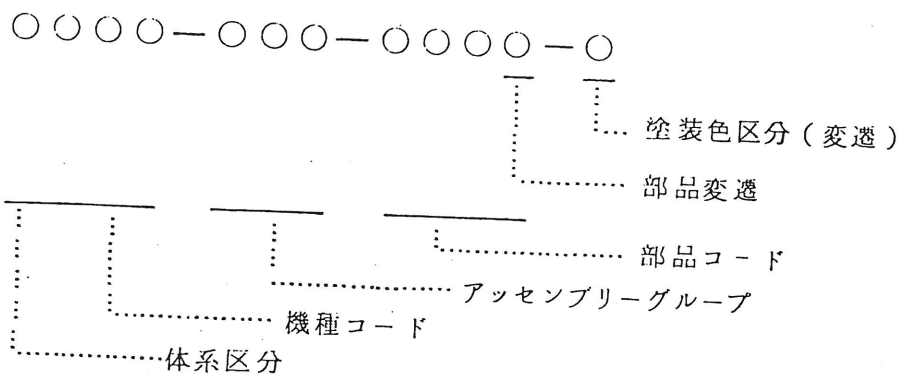 ○○○○－○○○－○○○○－○
塗装色区分（変遷）
部品変遷
部品コード
アッセンブリーグループ
機種コード
体系区分